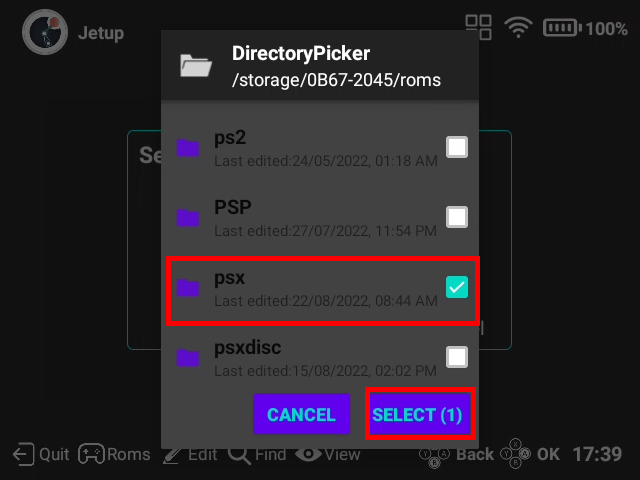 Jetup
100%
DirectoryPicker
/storage/0B67-2045/roms
Se
ps2
Last edited:24/05/2022, 01:18 AM
PSP
Last edited:27/07/2022, 11:54 PM
psx
Last edited:22/08/2022, 08:44 AM
psxdisc
Last edited:15/08/2022, 02:02 PM
CANCEL
SELECT (1)
Quit
Roms
Edit
Find
View
Back
OK
17:39